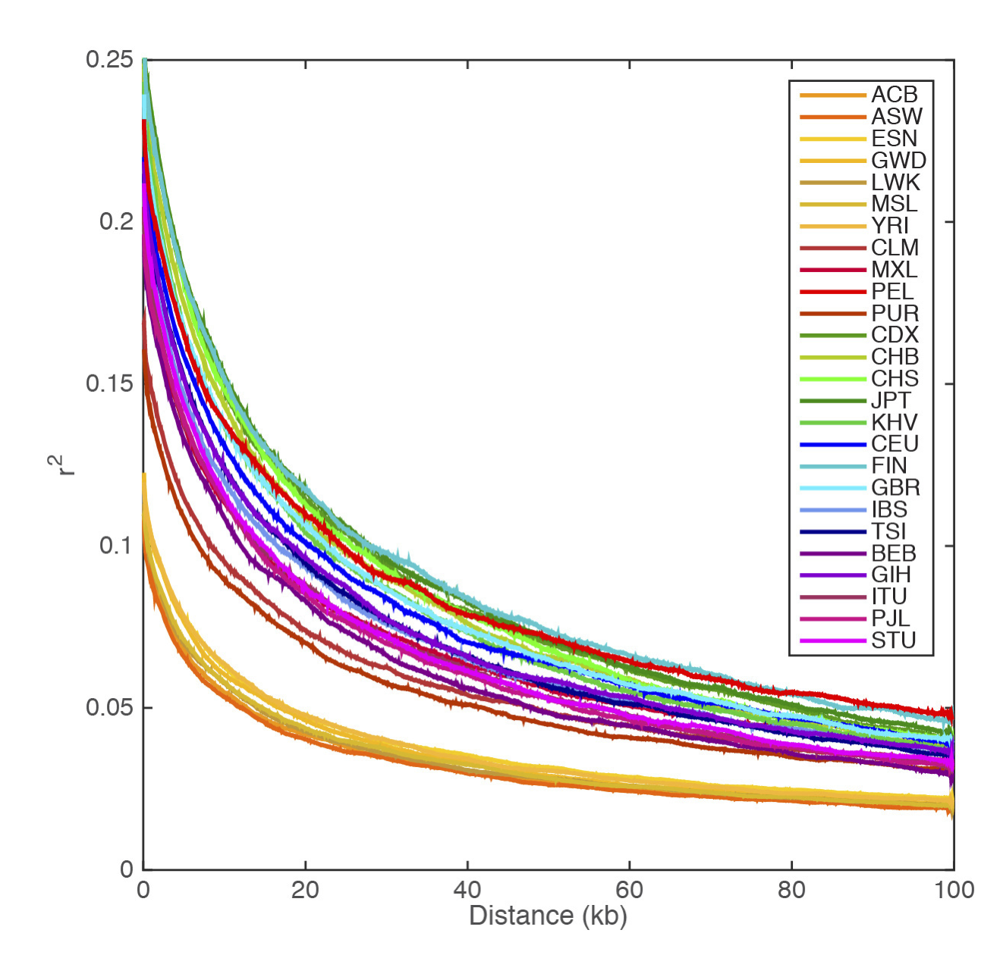 0.25
0.2
0.15
0.1
0.05
0
r2
0 20 40 60 80 100
Distance (kb)
ACB
ASW
ESN
GWD
LWK
MSL
YRI
CLM
MXL
PEL
PUR
CDX
CHB
CHS
JPT
KHV
CEU
FIN
GBR
IBS
TSI
BEB
GIH
ITU
PJL
STU